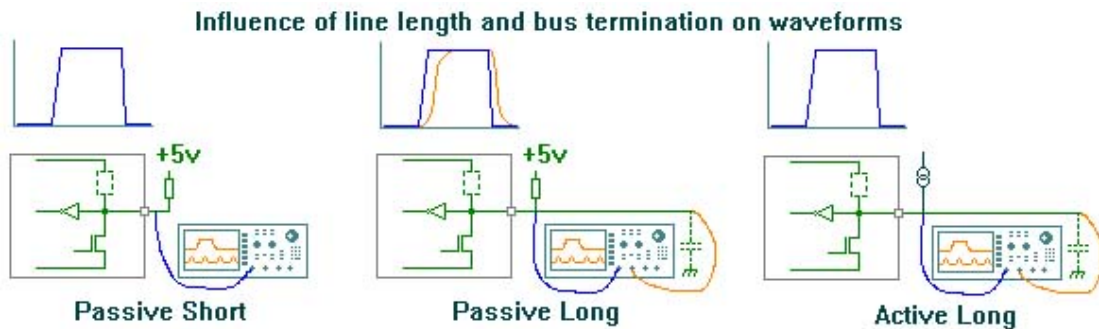 Influence of line length and bus termination on waveforms
+5v
+5v
Passive Short
Passive Long
Active Long